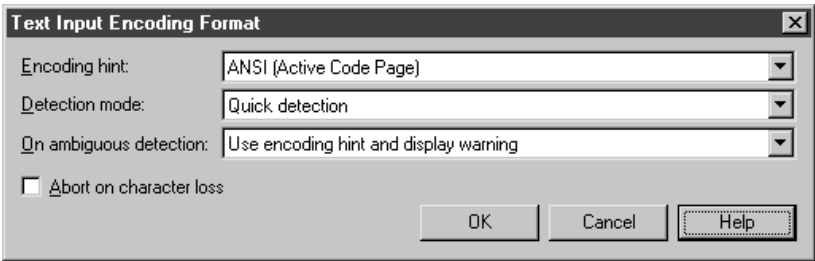 Text Input Encoding Format
Encoding hint: ANSI (Active Code Page)
Detection mode: Quick detection
On ambiguous detection: Use encoding hint and display warning
Abort on character loss
OK Cancel Help